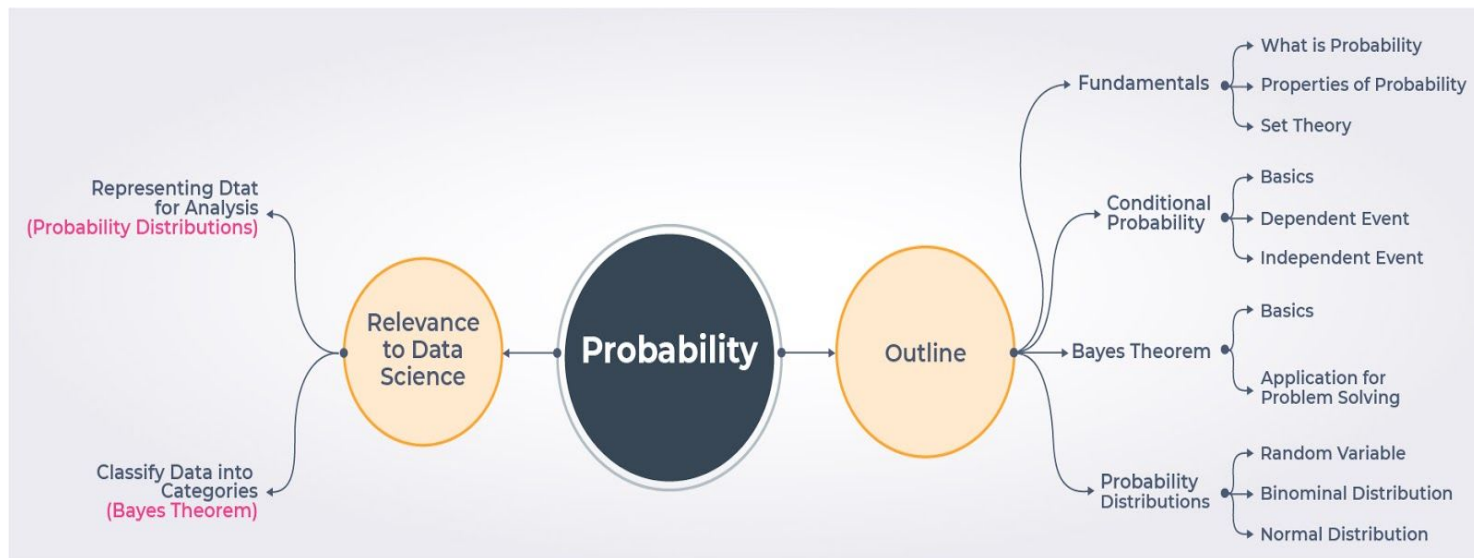 Probability
Relevance
to Data
Science
Representing Dtat
for Analysis
(Probability Distributions)
Classify Data into
Categories
(Bayes Theorem)
Outline
Fundamentals
What is Probability
Properties of Probability
Set Theory
Conditional
Probability
Basics
Dependent Event
Independent Event
Bayes Theorem
Basics
Application for
Problem Solving
Probability
Distributions
Random Variable
Binominal Distribution
Normal Distribution